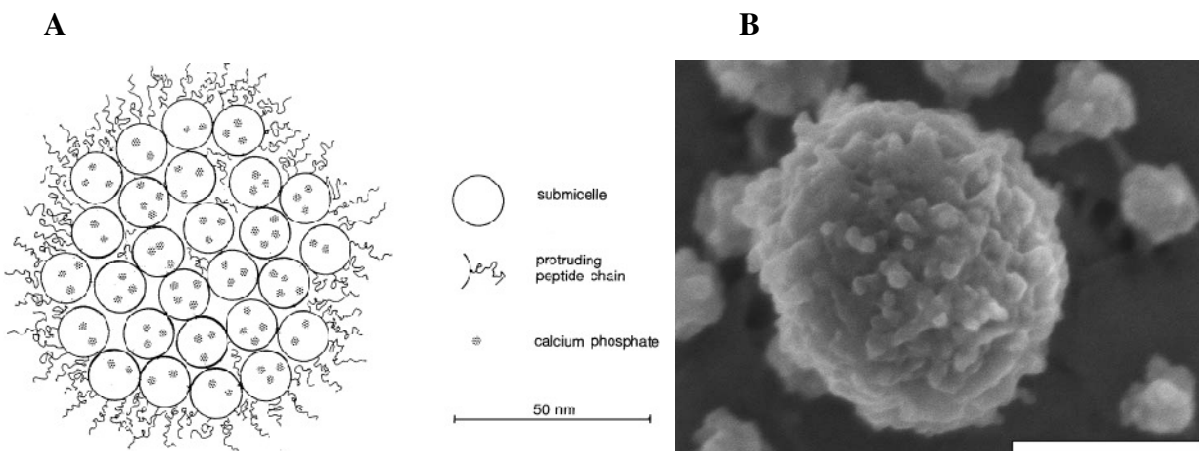 A
B
submicelle
protruding
peptide chain
calcium phosphate
50 nm